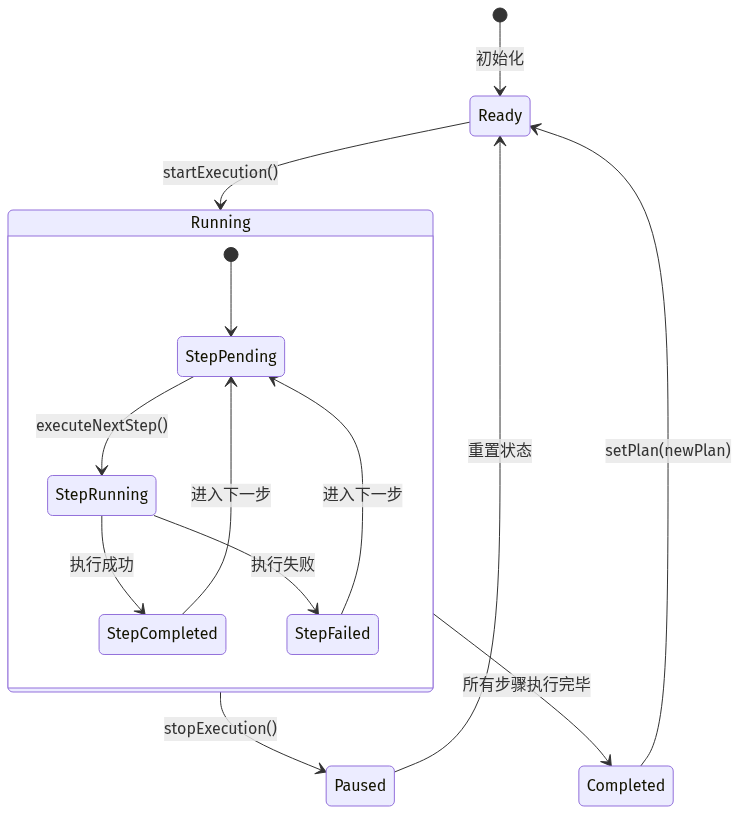 初始化
Ready
startExecution()
Running
StepPending
executeNextStep()
重置状态
setPlan(newPlan)
StepRunning
进入下一步
进入下一步
执行成功
执行失败
StepCompleted
StepFailed
所有步骤执行完毕
stopExecution()
Paused
Completed